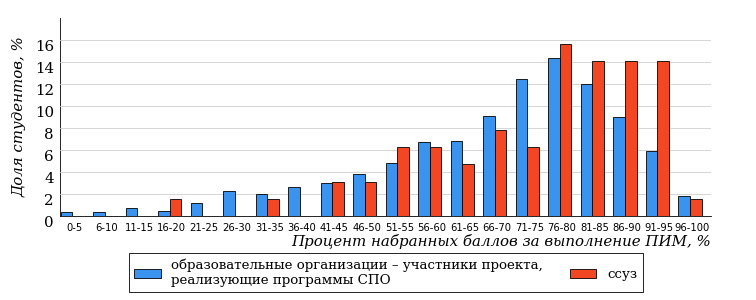 Доля студентов, %
16
14
12
10
8
6
4
2
0
0-5 6-10 11-15 16-20 21-25 26-30 31-35 36-40 41-45 46-50 51-55 56-60 61-65 66-70 71-75 76-80 81-85 86-90 91-95 96-100
Процент набранных баллов за выполнение ПИМ, %
образовательные организации – участники проекта,
реализующие программы СПО
ссуз